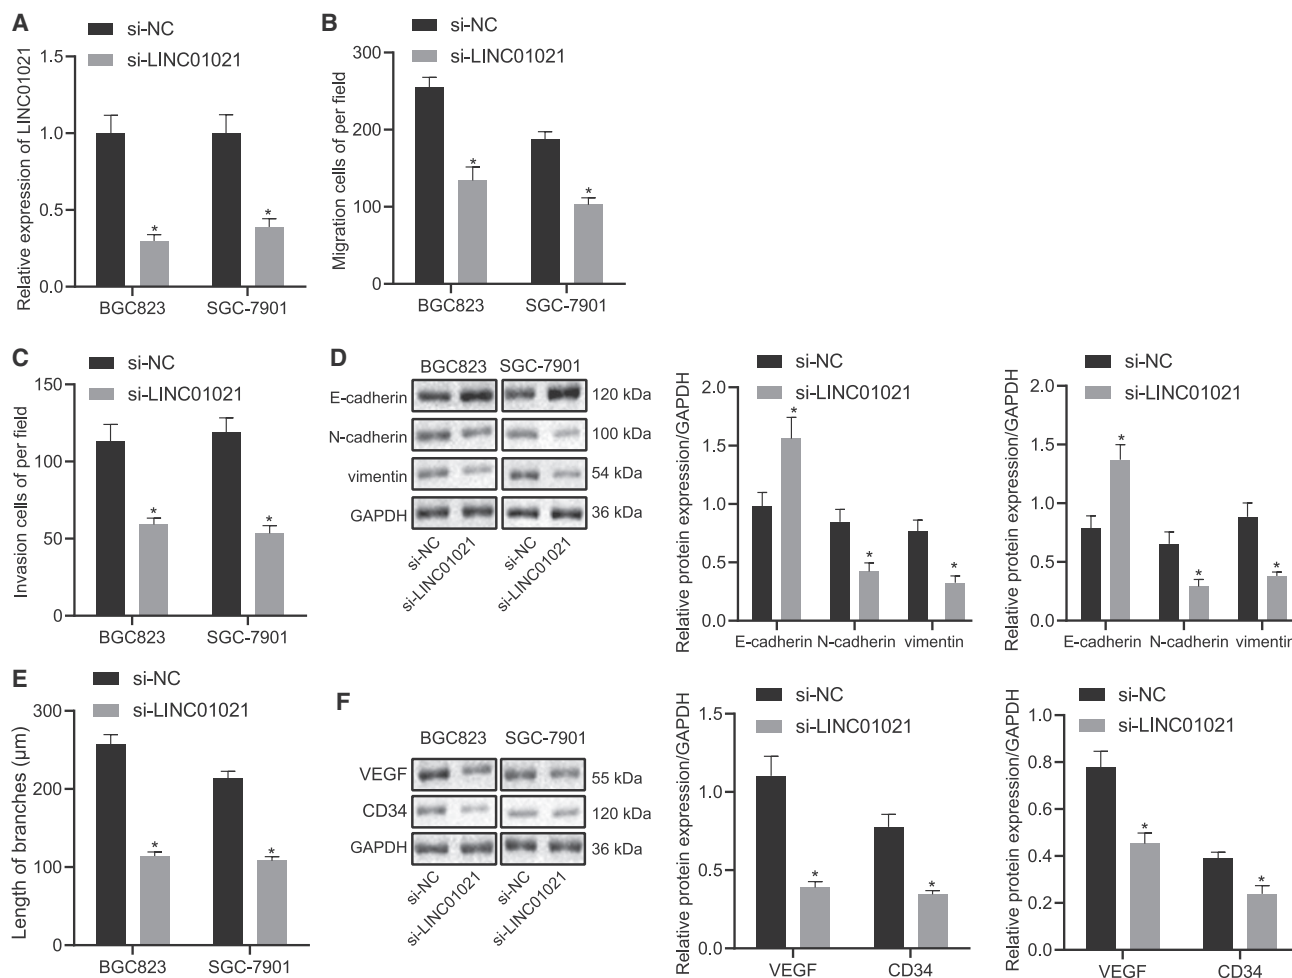 A
si-NC
si-LINC01021
Relative expression of LINC01021
1.5
1.0
0.5
0.0
*
*
BGC823
SGC-7901
B
si-NC
si-LINC01021
Migration cells of per field
300
200
100
0
*
*
BGC823
SGC-7901
C
si-NC
si-LINC01021
Invasion cells of per field
150
100
50
0
*
*
BGC823
SGC-7901
D
BGC823 SGC-7901
E-cadherin 120 kDa
N-cadherin 100 kDa
vimentin 54 kDa
GAPDH 36 kDa
si-NC
si-LINC01021
si-NC
si-LINC01021
si-NC
si-LINC01021
Relative protein expression/GAPDH
2.0
1.5
1.0
0.5
0.0
*
*
*
E-cadherin N-cadherin vimentin
si-NC
si-LINC01021
Relative protein expression/GAPDH
2.0
1.5
1.0
0.5
0.0
*
*
*
E-cadherin N-cadherin vimentin
E
si-NC
si-LINC01021
Length of branches (μm)
300
200
100
0
*
*
BGC823
SGC-7901
F
BGC823 SGC-7901
VEGF 55 kDa
CD34 120 kDa
GAPDH 36 kDa
si-NC
si-LINC01021
si-NC
si-LINC01021
si-NC
si-LINC01021
Relative protein expression/GAPDH
1.5
1.0
0.5
0.0
*
*
VEGF
CD34
si-NC
si-LINC01021
Relative protein expression/GAPDH
1.0
0.8
0.6
0.4
0.2
0.0
*
*
VEGF
CD34